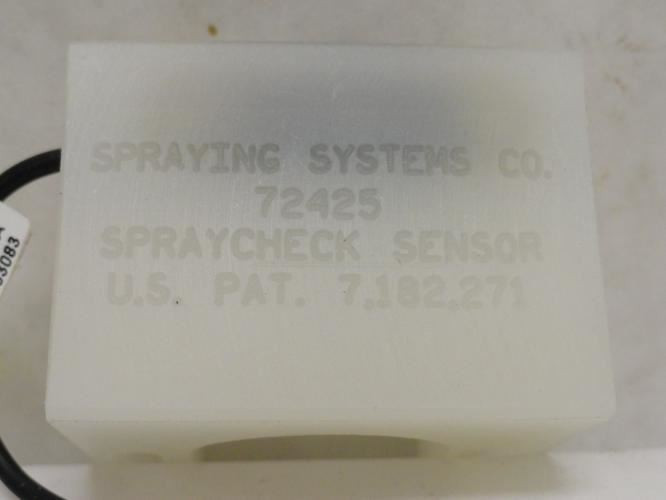 SPRAYING SYSTEMS CO.
72425
SPRAYCHECK SENSOR
U.S. PAT. 7,182,271